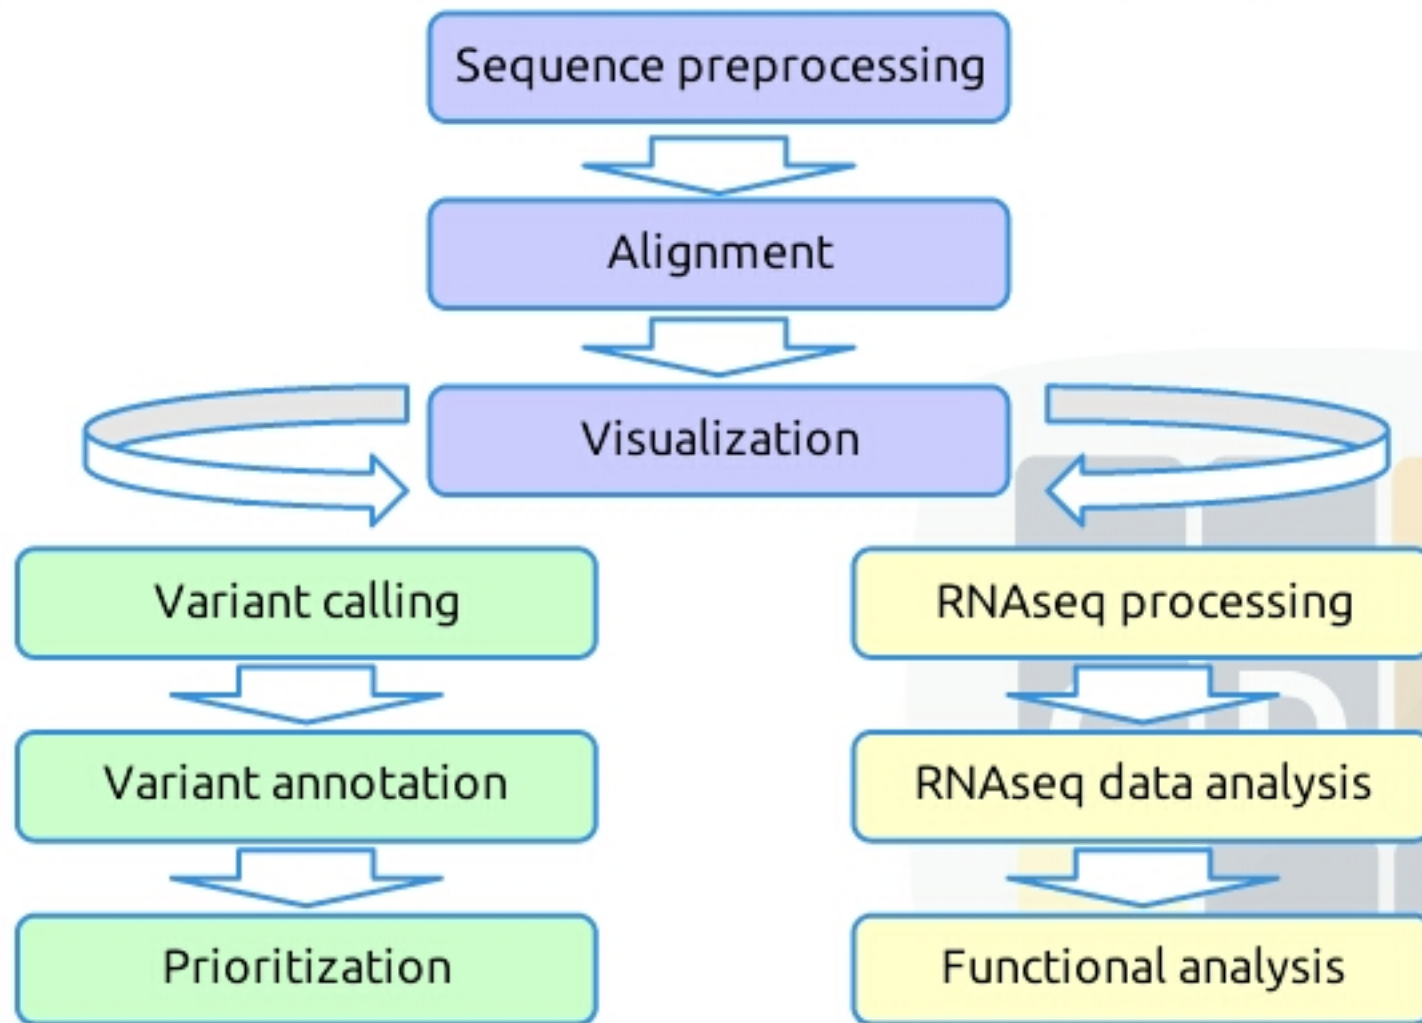 Sequence preprocessing
Alignment
Visualization
Variant calling
RNAseq processing
Variant annotation
RNAseq data analysis
Prioritization
Functional analysis